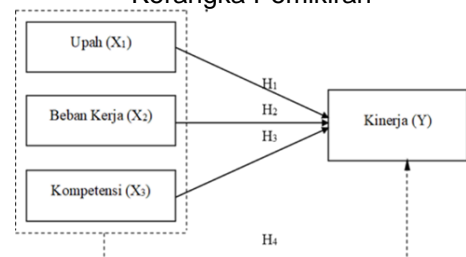 Kerangka Pemikiran
Upah (X1)
H1
Beban Kerja (X2)
H2
Kinerja (Y)
H3
Kompetensi (X3)
H4